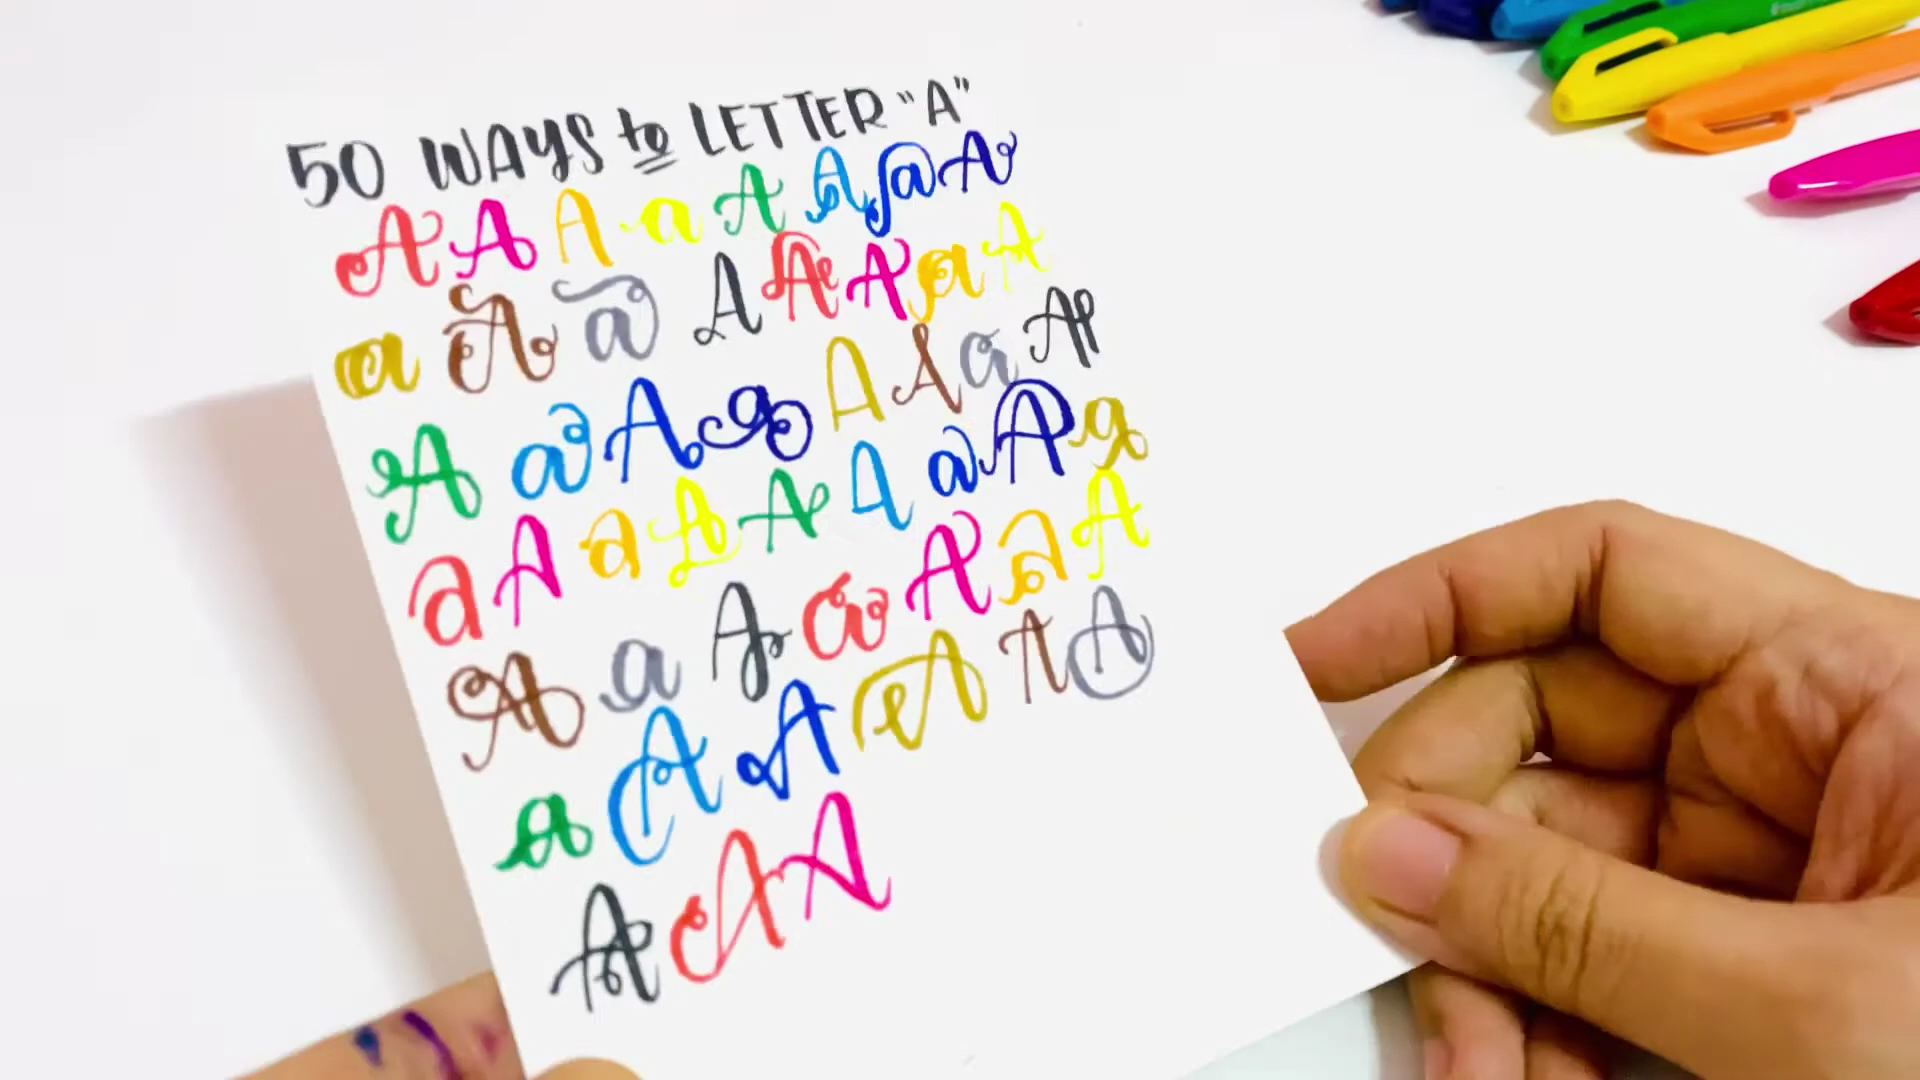 50 WAYS to LETTER "A"
A A A a A A a A
a A a A A A a A
A a A a A A a A
a A a A A A a A a
A a A a A a A
a A A A A A
A A A